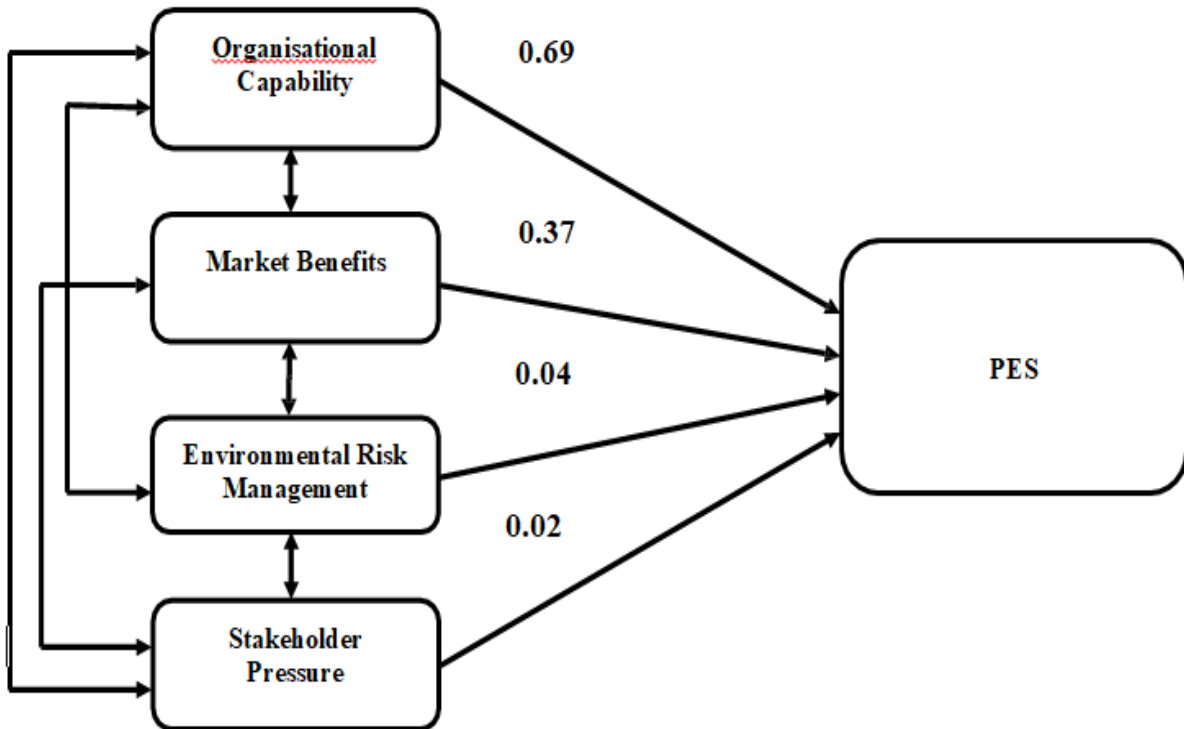 Organisational
Capability
0.69
Market Benefits
0.37
Environmental Risk
Management
0.04
Stakeholder
Pressure
0.02
PES